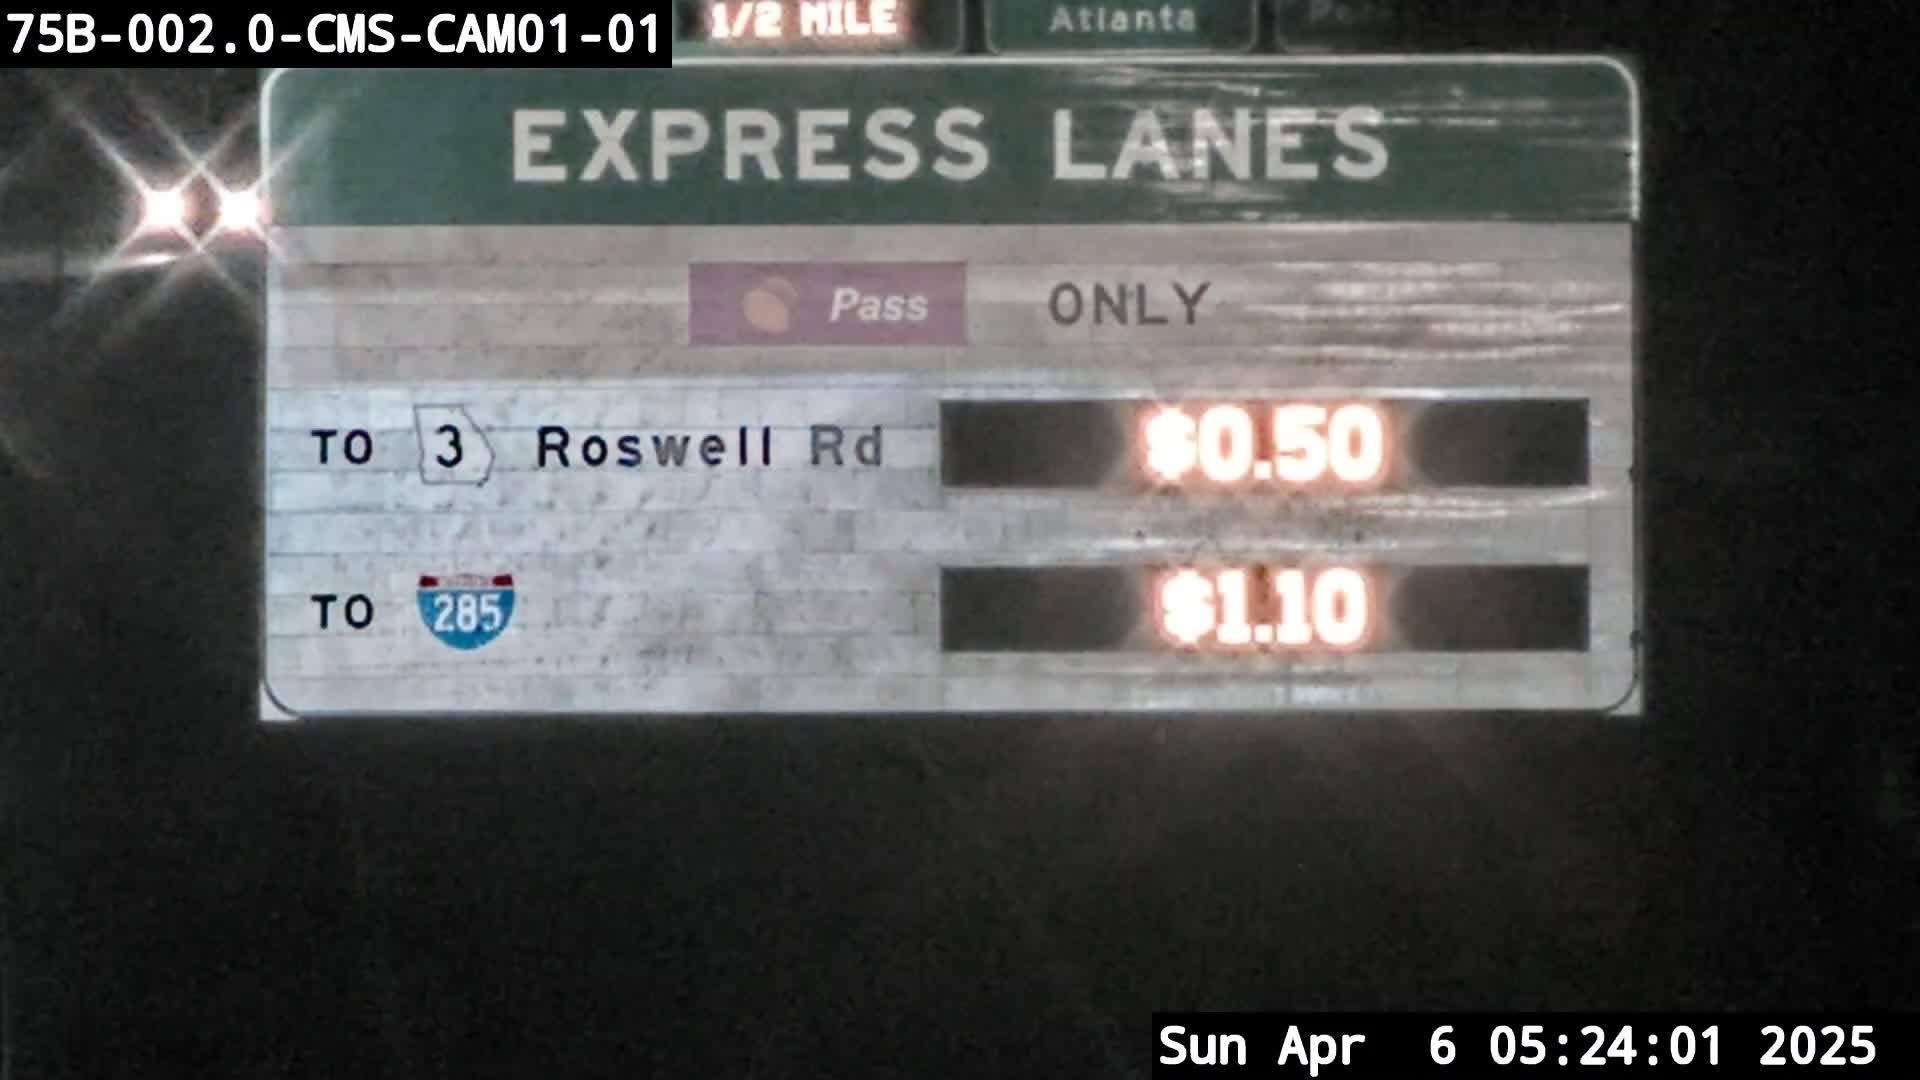 75B-002.0-CMS-CAM01-01
1/2 MILE
Atlanta
EXPRESS LANES
Pass ONLY
TO 3 Roswell Rd $0.50
TO 285 $1.10
Sun Apr 6 05:24:01 2025